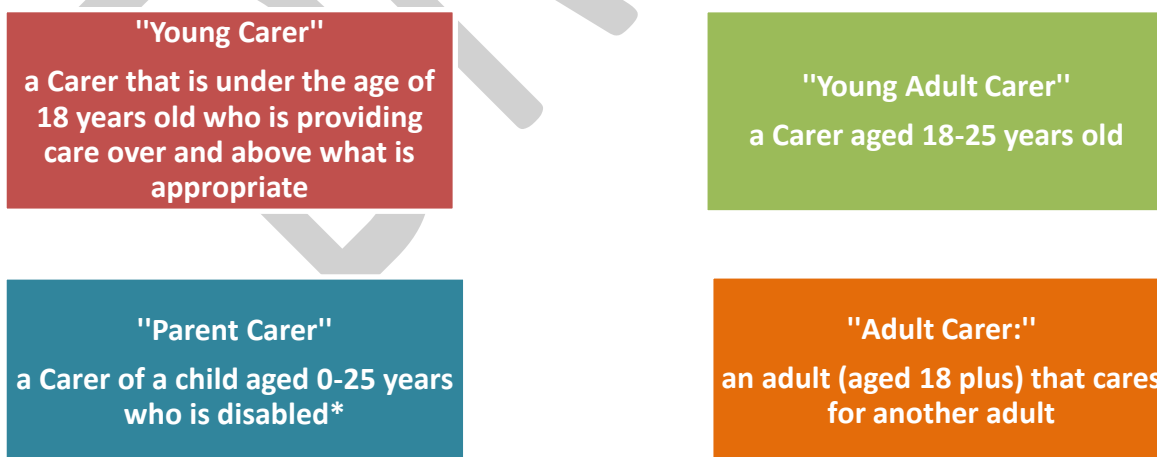 ''Young Carer''
a Carer that is under the age of
18 years old who is providing
care over and above what is
appropriate
''Young Adult Carer''
a Carer aged 18-25 years old
''Parent Carer''
a Carer of a child aged 0-25 years
who is disabled*
''Adult Carer:''
an adult (aged 18 plus) that cares
for another adult